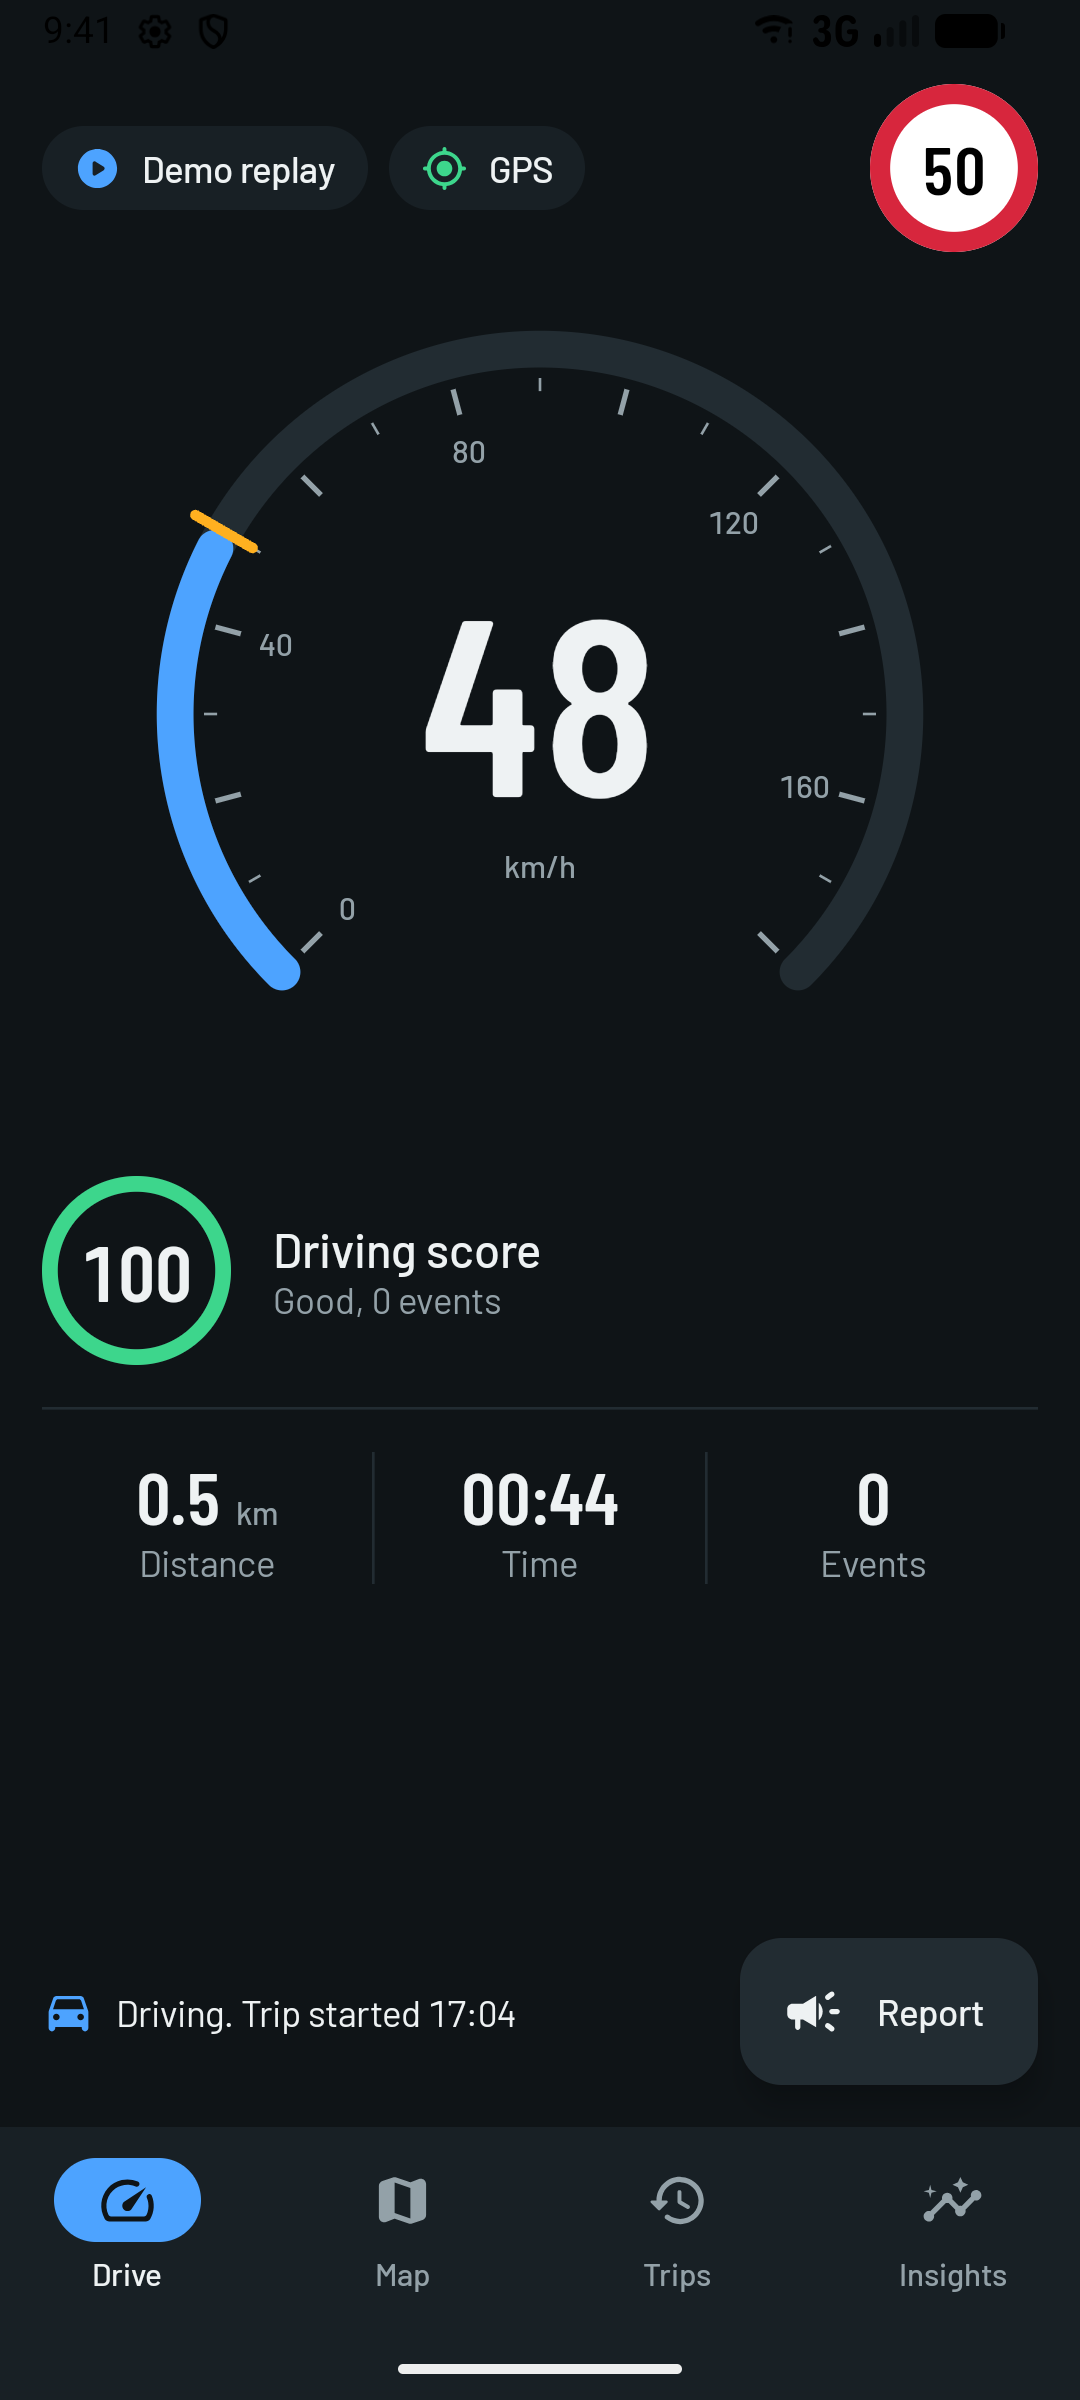 9:41
3G
Demo replay
GPS
50
80
120
40
48
160
km/h
0
100
Driving score
Good, 0 events
0.5 km
00:44
0
Distance
Time
Events
Driving. Trip started 17:04
Report
Drive
Map
Trips
Insights